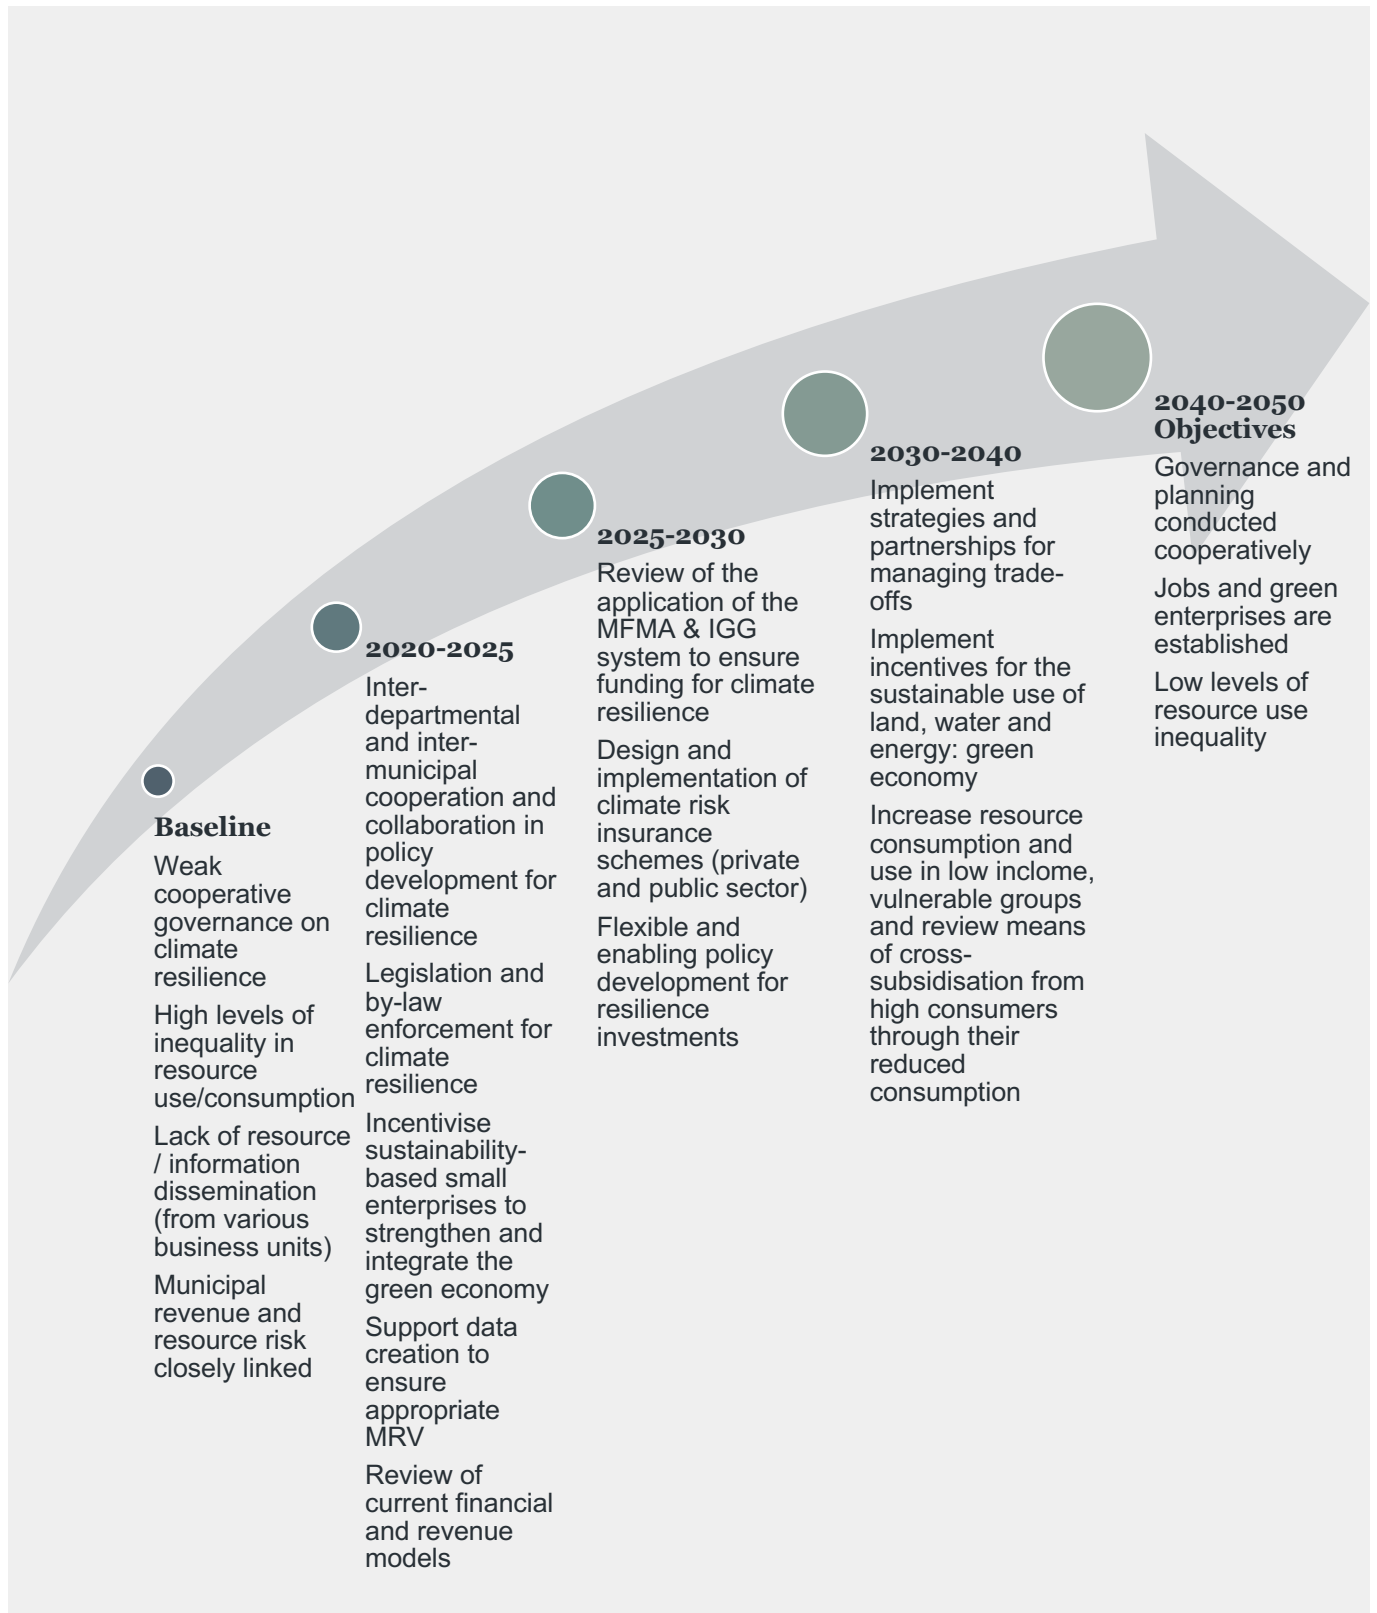 Baseline
Weak
cooperative
governance on
climate
resilience
High levels of
inequality in
resource
use/consumption
Lack of resource
/ information
dissemination
(from various
business units)
Municipal
revenue and
resource risk
closely linked
2020-2025
Inter-
departmental
and inter-
municipal
cooperation and
collaboration in
policy
development for
climate
resilience
Legislation and
by-law
enforcement for
climate
resilience
Incentivise
sustainability-
based small
enterprises to
strengthen and
integrate the
green economy
Support data
creation to
ensure
appropriate
MRV
Review of
current financial
and revenue
models
2025-2030
Review of the
application of the
MFMA & IGG
system to ensure
funding for climate
resilience
Design and
implementation of
climate risk
insurance
schemes (private
and public sector)
Flexible and
enabling policy
development for
resilience
investments
2030-2040
Implement
strategies and
partnerships for
managing trade-
offs
Implement
incentives for the
sustainable use of
land, water and
energy: green
economy
Increase resource
consumption and
use in low inclome,
vulnerable groups
and review means
of cross-
subsidisation from
high consumers
through their
reduced
consumption
2040-2050
Objectives
Governance and
planning
conducted
cooperatively
Jobs and green
enterprises are
established
Low levels of
resource use
inequality